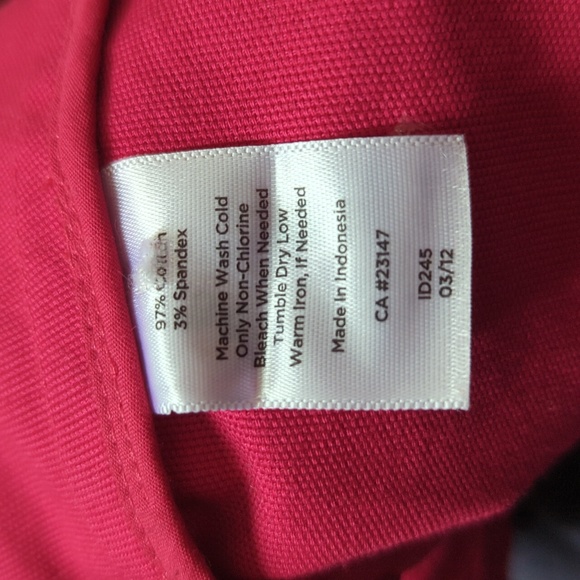 97% Cotton
3% Spandex
Machine Wash Cold
Only Non-Chlorine
Bleach When Needed
Tumble Dry Low
Warm Iron, If Needed
Made In Indonesia
CA #23147
ID245
03/12